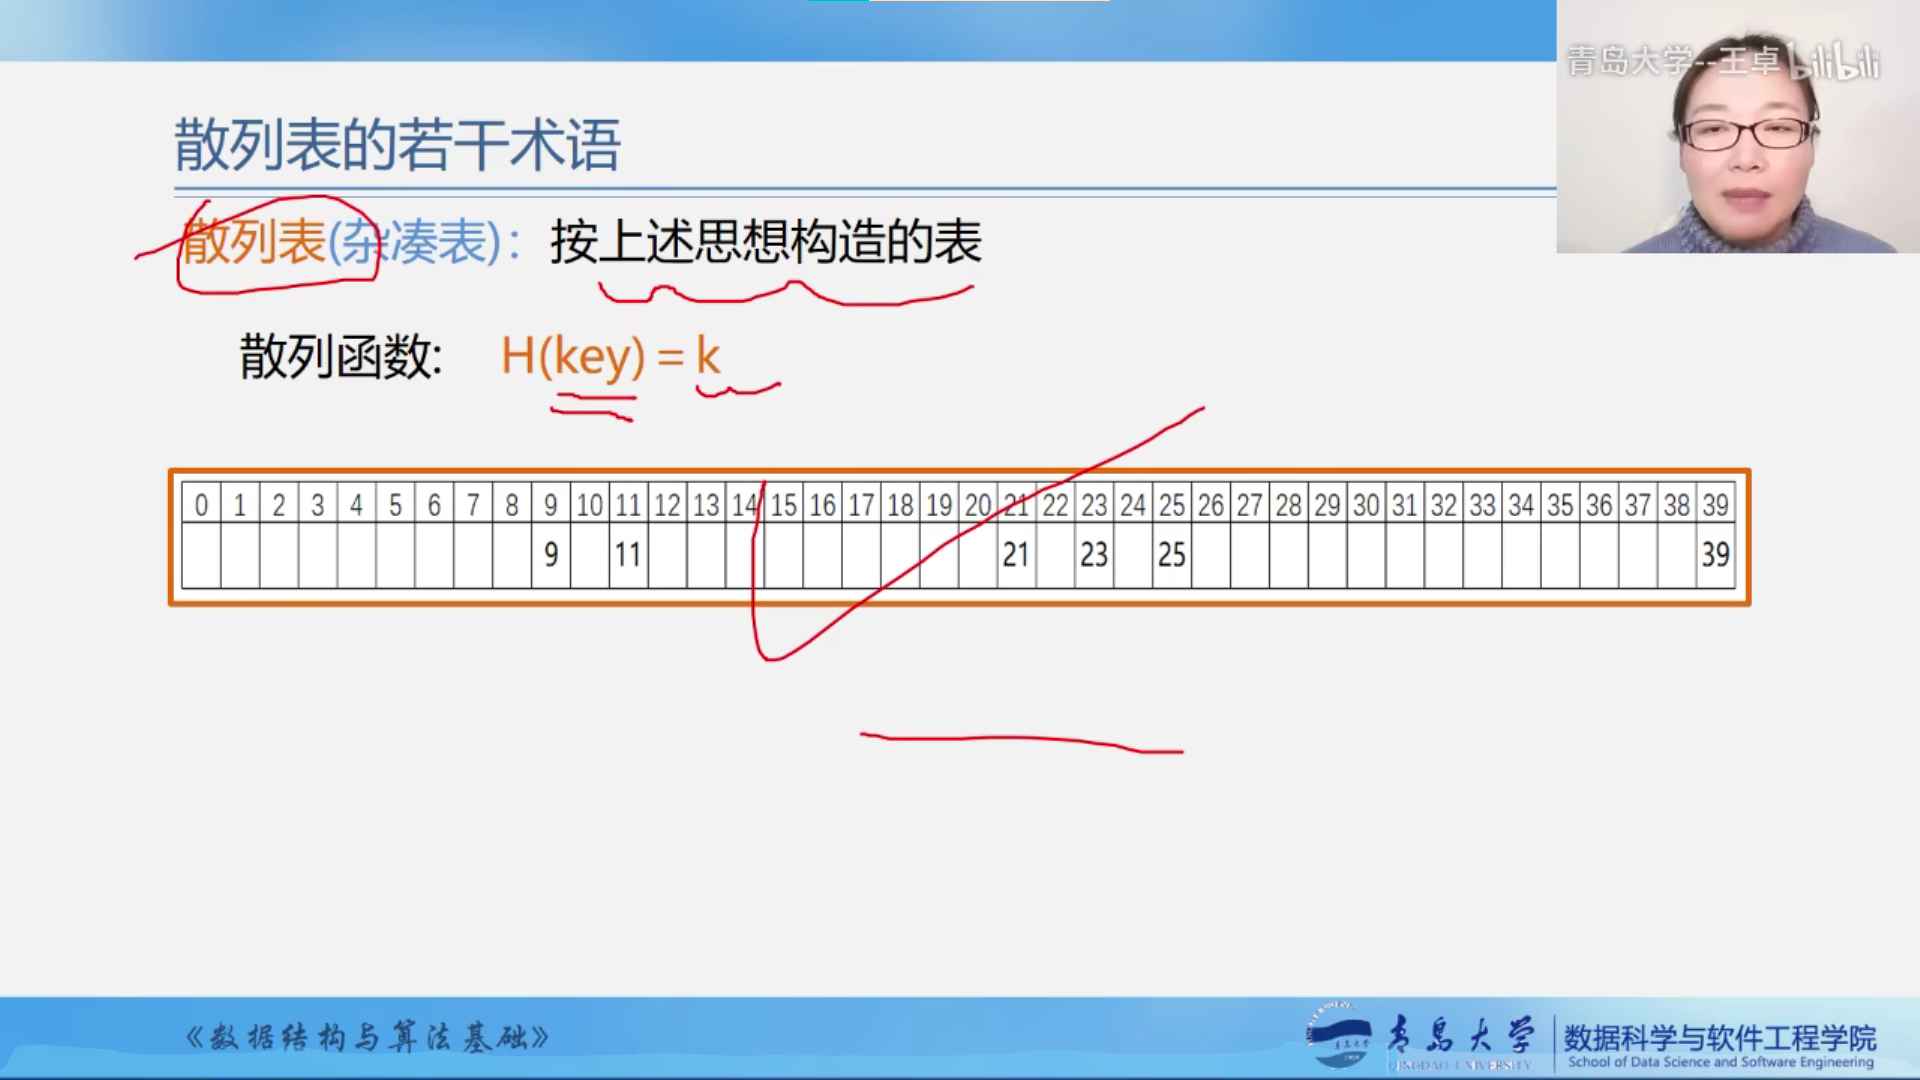 青岛大学--王卓 bilibili
散列表的若干术语
散列表(杂凑表)：按上述思想构造的表
散列函数: H(key) = k
0 1 2 3 4 5 6 7 8 9 10 11 12 13 14 15 16 17 18 19 20 21 22 23 24 25 26 27 28 29 30 31 32 33 34 35 36 37 38 39
9 11 21 23 25 39
《数据结构与算法基础》
青岛大学
QINGDAO UNIVERSITY
数据科学与软件工程学院
School of Data Science and Software Engineering